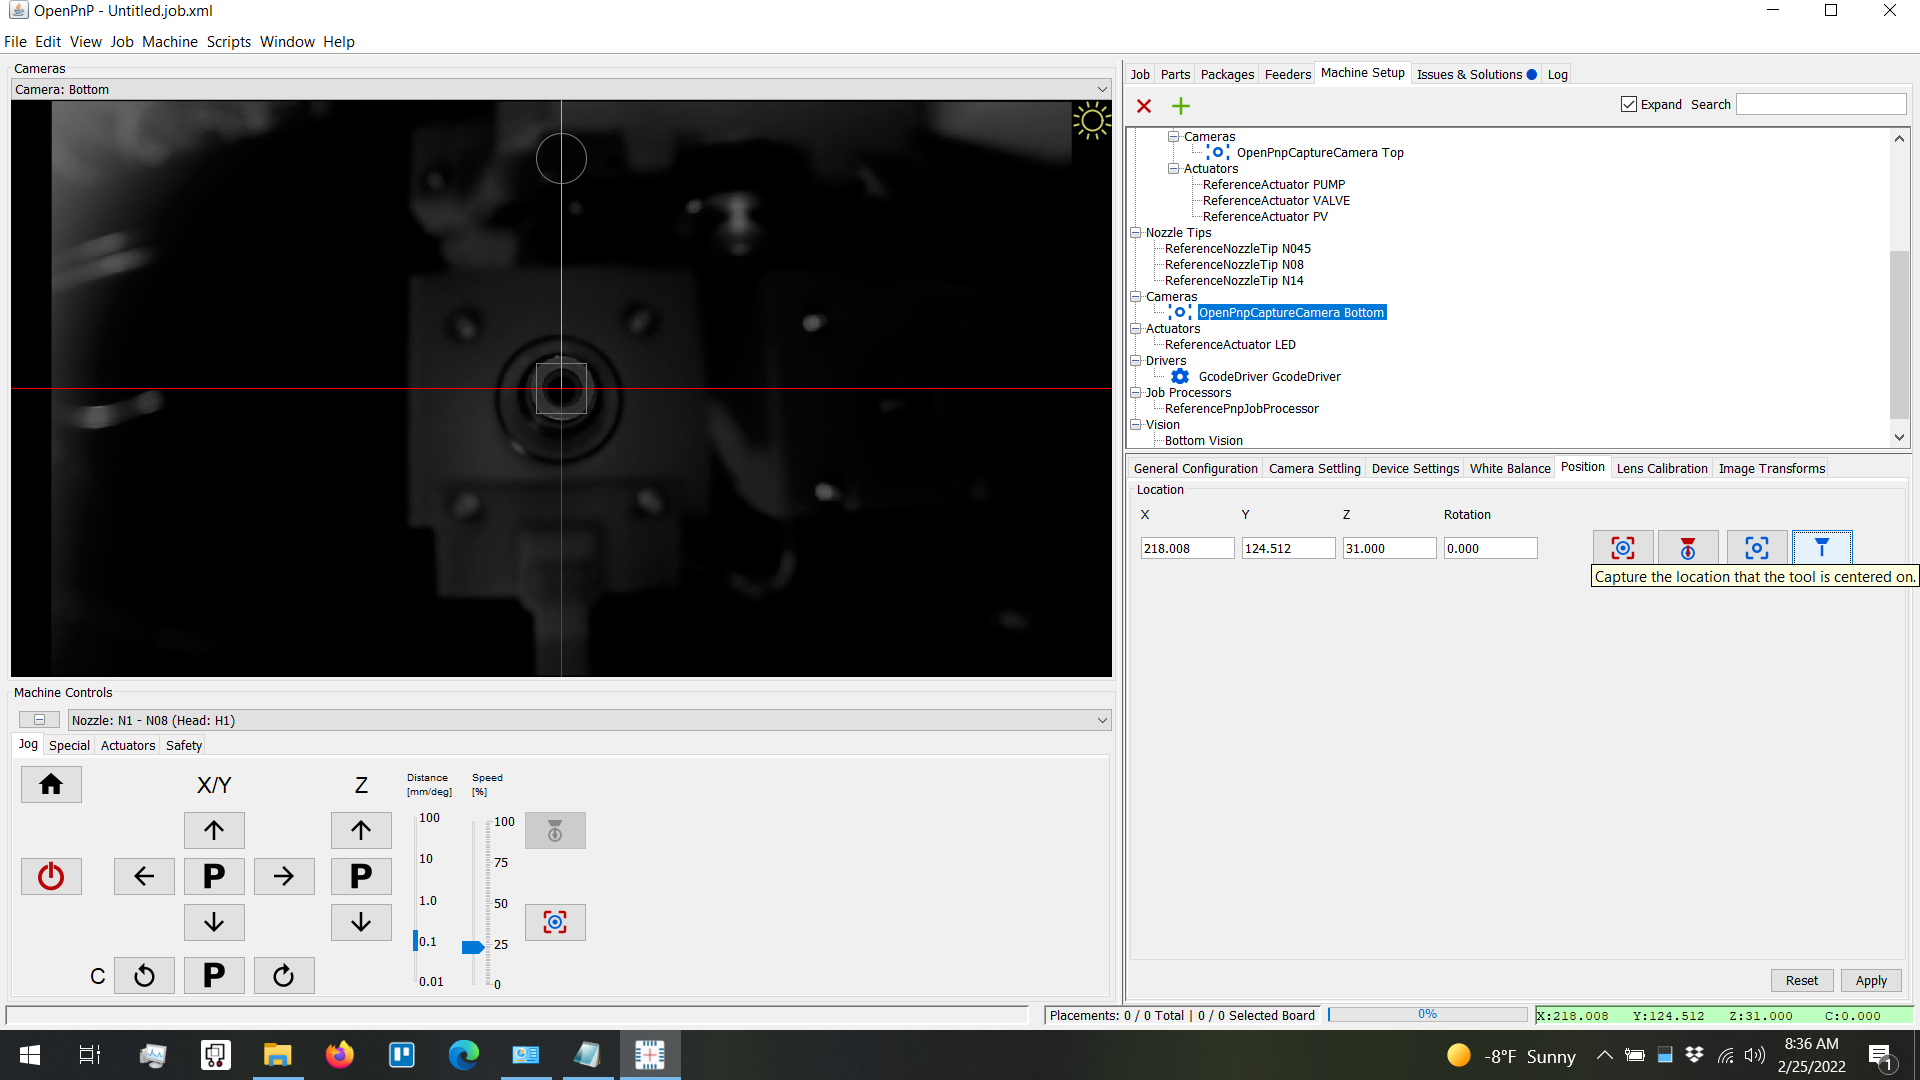 OpenPnP - Untitled.job.xml
File Edit View Job Machine Scripts Window Help
Cameras
Camera: Bottom
Machine Controls
Nozzle: N1 - N08 (Head: H1)
Jog Special Actuators Safety
X/Y Z Distance Speed
[mm/deg] [%]
100 100
10 75
1.0 50
0.1 25
0.01 0
P P
C P
Job Parts Packages Feeders Machine Setup Issues & Solutions Log
Expand Search
Cameras
OpenPnpCaptureCamera Top
Actuators
ReferenceActuator PUMP
ReferenceActuator VALVE
ReferenceActuator PV
Nozzle Tips
ReferenceNozzleTip N045
ReferenceNozzleTip N08
ReferenceNozzleTip N14
Cameras
OpenPnpCaptureCamera Bottom
Actuators
ReferenceActuator LED
Drivers
GcodeDriver GcodeDriver
Job Processors
ReferencePnpJobProcessor
Vision
Bottom Vision
General Configuration Camera Settling Device Settings White Balance Position Lens Calibration Image Transforms
Location
X Y Z Rotation
218.008 124.512 31.000 0.000
Capture the location that the tool is centered on.
Reset Apply
Placements: 0 / 0 Total | 0 / 0 Selected Board 0% X:218.008 Y:124.512 Z:31.000 C:0.000
-8°F Sunny
8:36 AM
2/25/2022
1